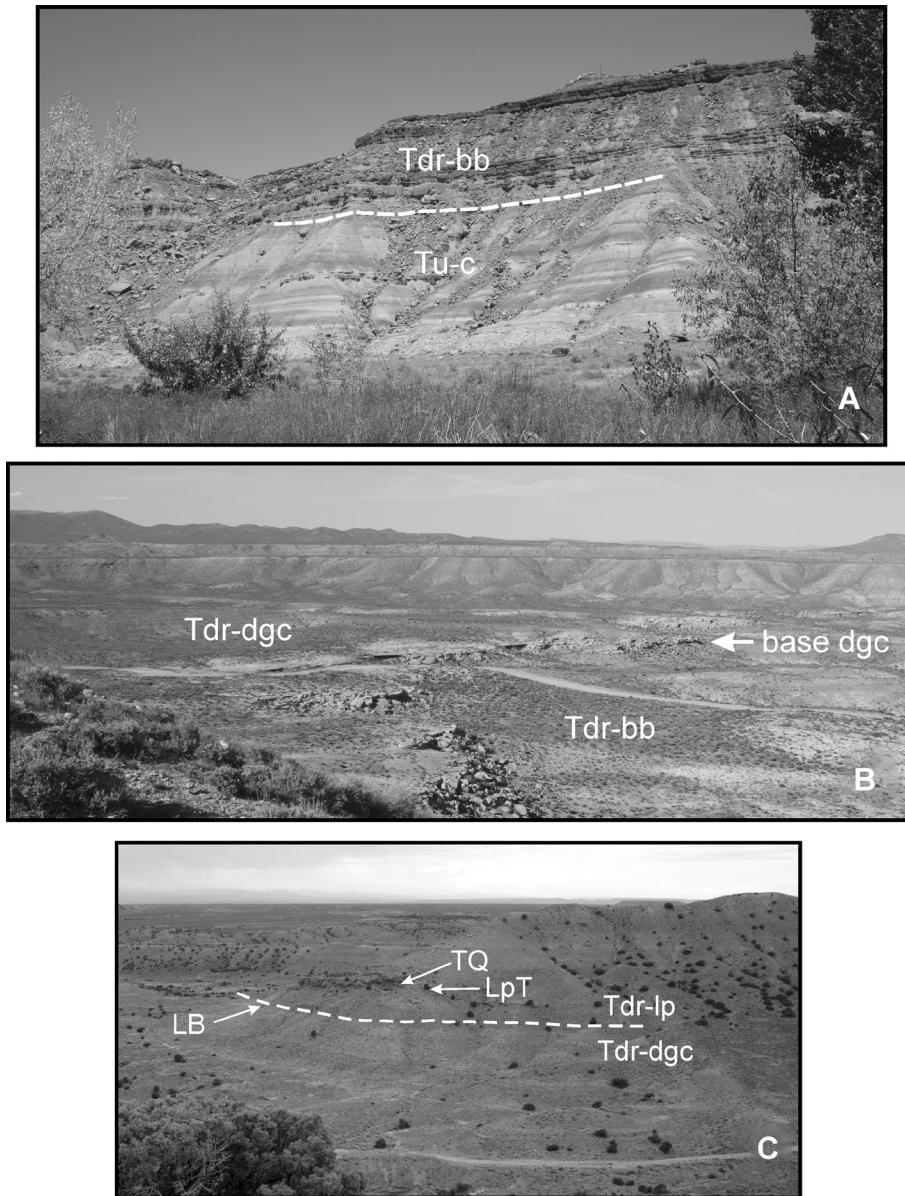 Tdr-bb
Tu-c
A
Tdr-dgc
base dgc
Tdr-bb
B
TQ
LpT
LB
Tdr-lp
Tdr-dgc
C